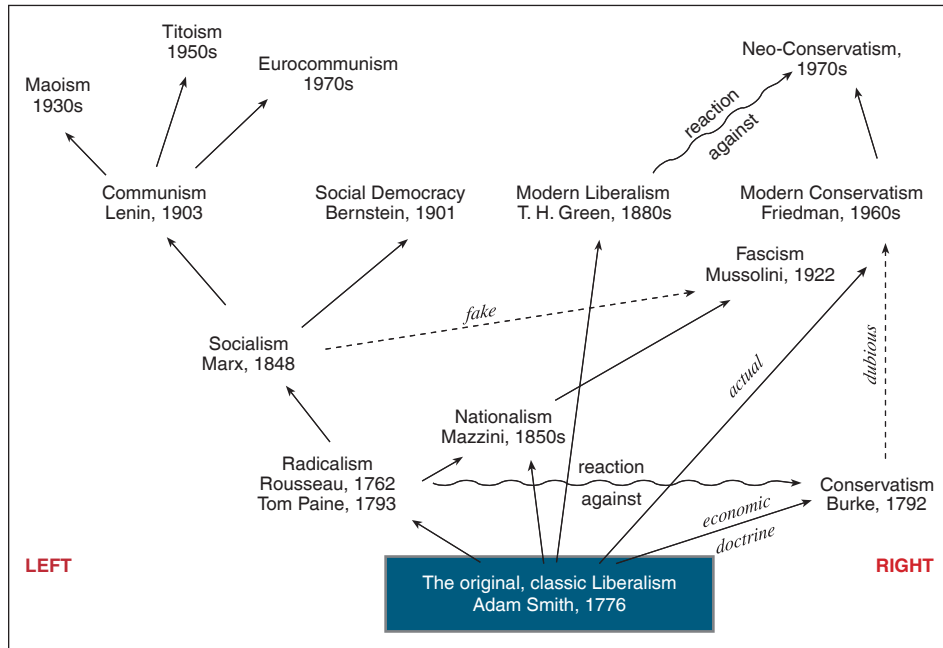 Titoism
1950s
Eurocommunism
1970s
Maoism
1930s
Neo-Conservatism,
1970s
reaction
against
Communism
Lenin, 1903
Social Democracy
Bernstein, 1901
Modern Liberalism
T. H. Green, 1880s
Modern Conservatism
Friedman, 1960s
Fascism
Mussolini, 1922
fake
Socialism
Marx, 1848
actual
dubious
Nationalism
Mazzini, 1850s
Radicalism
Rousseau, 1762
Tom Paine, 1793
reaction
against
Conservatism
Burke, 1792
economic
doctrine
LEFT
RIGHT
The original, classic Liberalism
Adam Smith, 1776